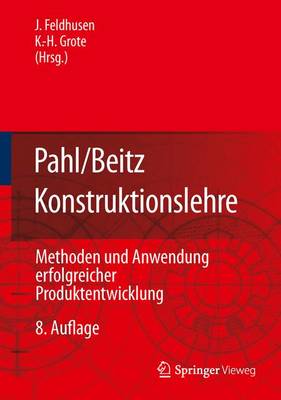 J. Feldhusen
K.-H. Grote
(Hrsg.)
Pahl/Beitz
Konstruktionslehre
Methoden und Anwendung
erfolgreicher
Produktentwicklung
8. Auflage
Springer Vieweg